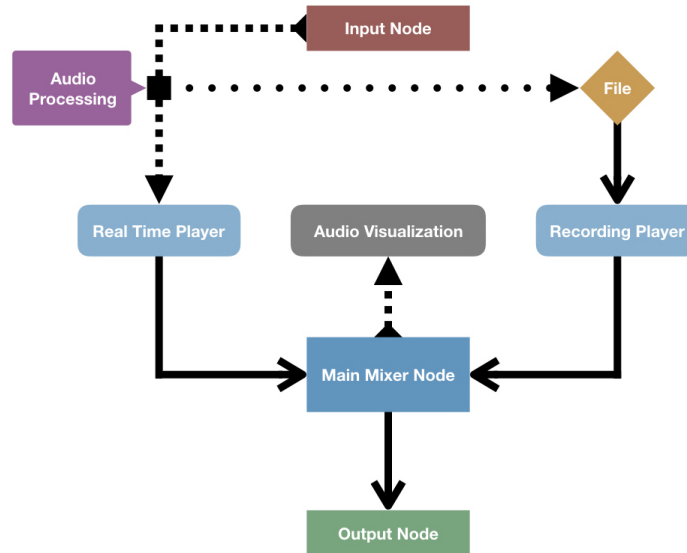 Input Node
Audio
Processing
File
Real Time Player
Audio Visualization
Recording Player
Main Mixer Node
Output Node